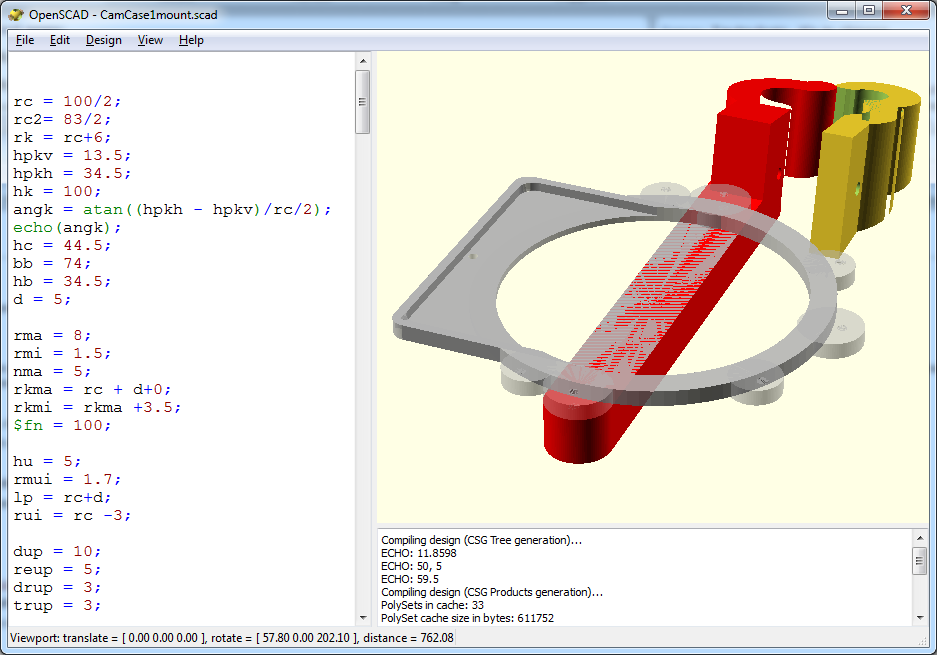 OpenSCAD - CamCase1mount.scad
File Edit Design View Help
rc = 100/2;
rc2= 83/2;
rk = rc+6;
hpkv = 13.5;
hpkh = 34.5;
hk = 100;
angk = atan((hpkh - hpkv)/rc/2);
echo(angk);
hc = 44.5;
bb = 74;
hb = 34.5;
d = 5;
rma = 8;
rmi = 1.5;
nma = 5;
rkma = rc + d+0;
rkmi = rkma +3.5;
$fn = 100;
hu = 5;
rmui = 1.7;
lp = rc+d;
rui = rc -3;
dup = 10;
reup = 5;
drup = 3;
trup = 3;
Compiling design (CSG Tree generation)...
ECHO: 11.8598
ECHO: 50, 5
ECHO: 59.5
Compiling design (CSG Products generation)...
PolySets in cache: 33
PolySet cache size in bytes: 611752
Viewport: translate = [ 0.00 0.00 0.00 ], rotate = [ 57.80 0.00 202.10 ], distance = 762.08